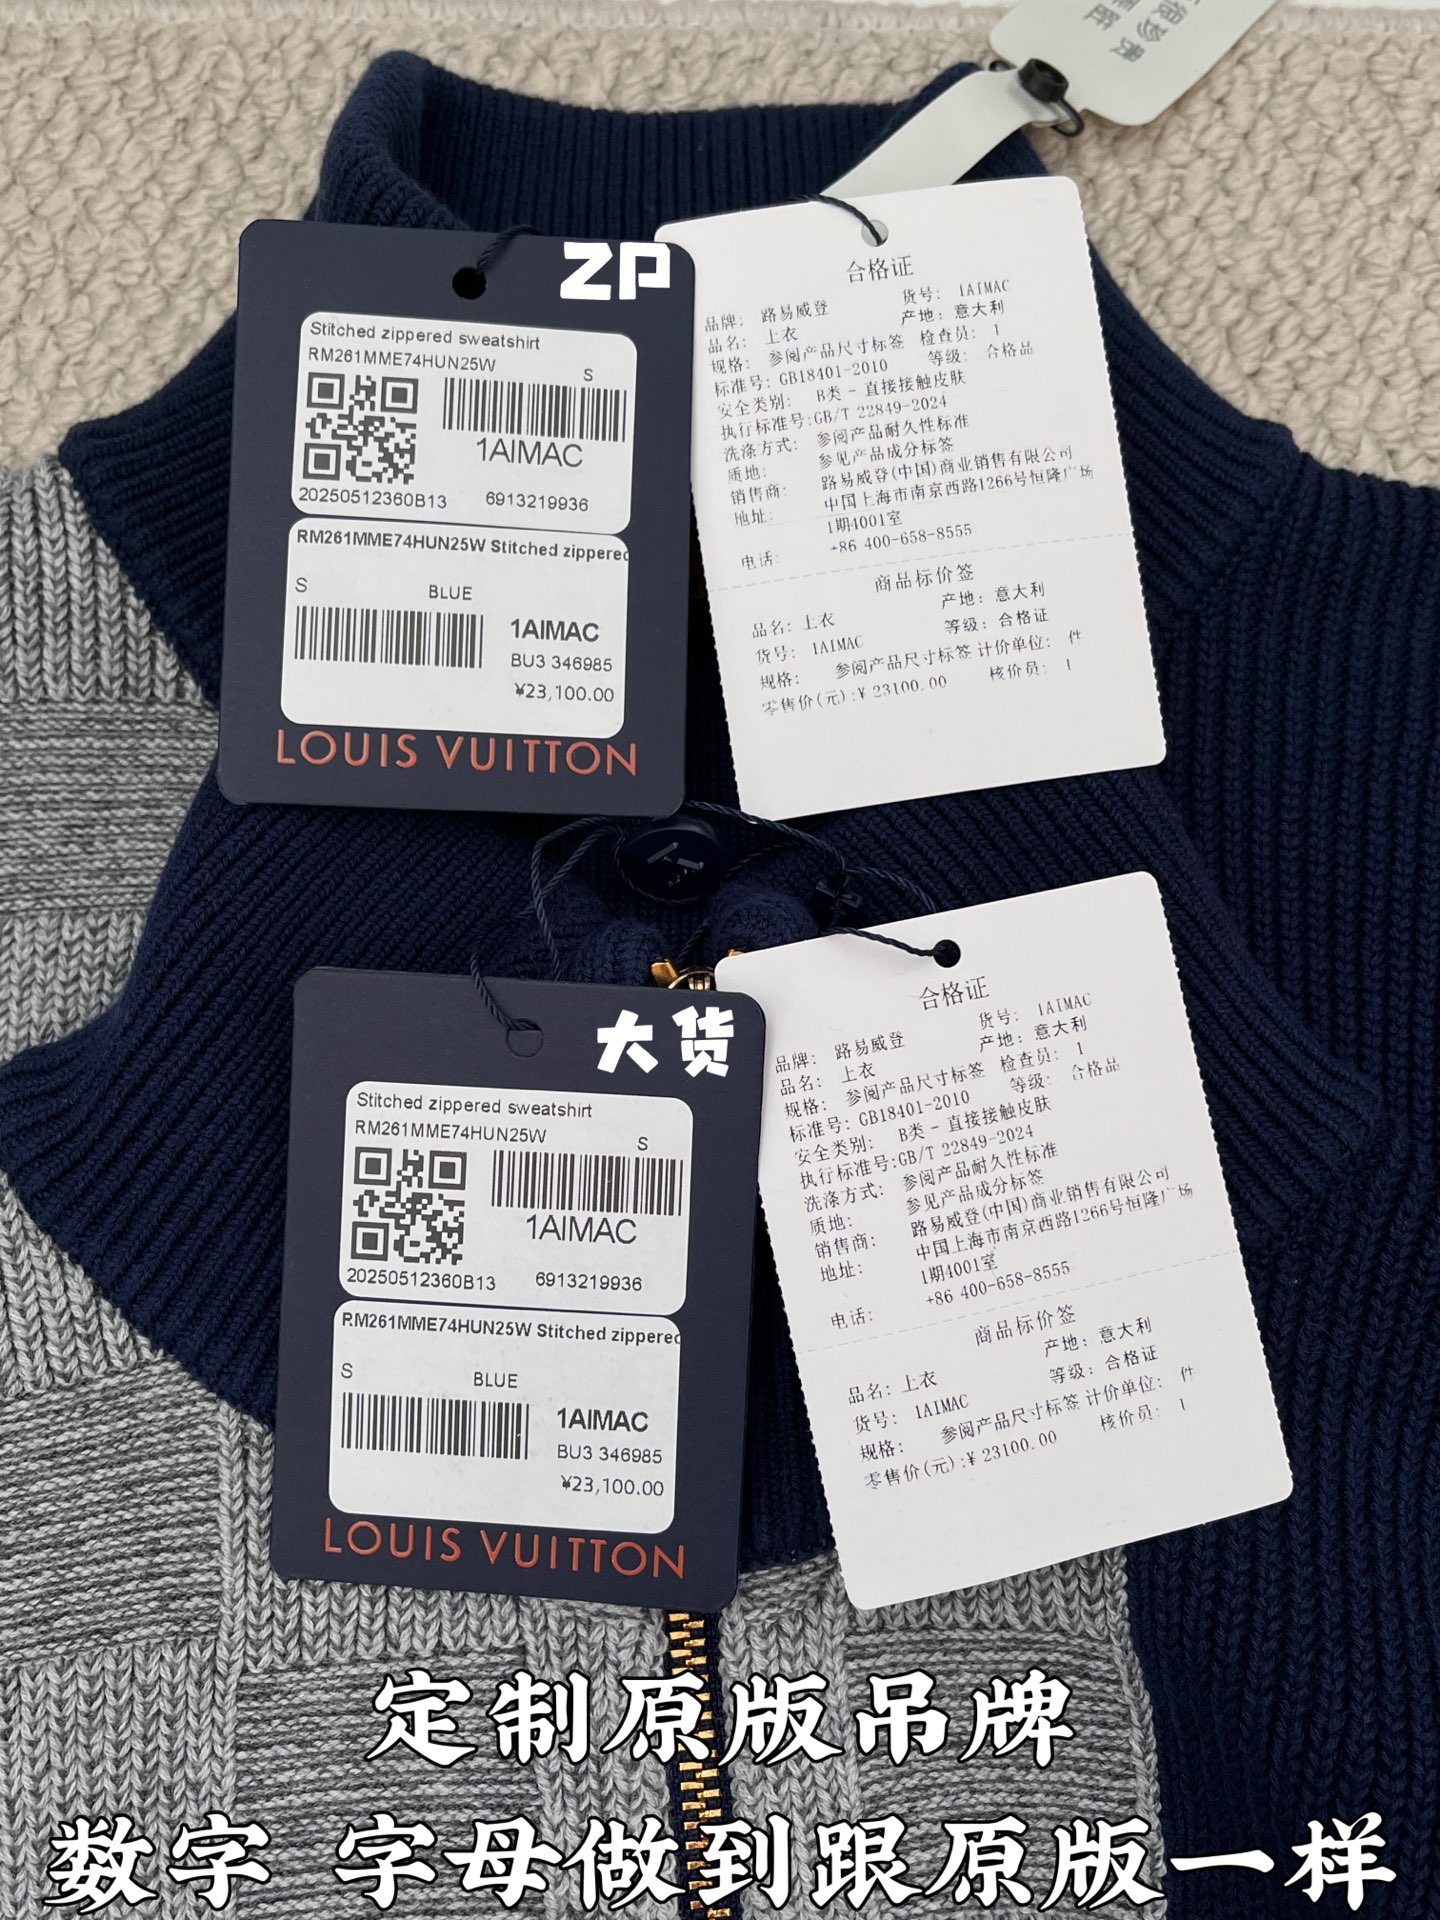 很珍贵
ZP
Stitched zippered sweatshirt
RM261MME74HUN25W
S
1AIMAC
20250512360B13 6913219936
RM261MME74HUN25W Stitched zippered
S BLUE
1AIMAC
BU3 346985
¥23,100.00
LOUIS VUITTON
合格证
品牌: 路易威登 货号: 1AIMAC
品名: 上衣 产地: 意大利
规格: 参阅产品尺寸标签 检查员: 1
标准号: GB18401-2010 等级: 合格品
安全类别: B类 - 直接接触皮肤
执行标准号:GB/T 22849-2024
洗涤方式: 参阅产品耐久性标准
质地: 参见产品成分标签
销售商: 路易威登(中国)商业销售有限公司
地址: 中国上海市南京西路1266号恒隆广场
1期4001室
电话: +86 400-658-8555
商品标价签
品名: 上衣 产地: 意大利
货号: 1AIMAC 等级: 合格证
规格: 参阅产品尺寸标签 计价单位: 件
零售价(元):¥ 23100.00 核价员: 1
大货
Stitched zippered sweatshirt
RM261MME74HUN25W
S
1AIMAC
20250512360B13 6913219936
RM261MME74HUN25W Stitched zippered
S BLUE
1AIMAC
BU3 346985
¥23,100.00
LOUIS VUITTON
合格证
品牌: 路易威登 货号: 1AIMAC
品名: 上衣 产地: 意大利
规格: 参阅产品尺寸标签 检查员: 1
标准号: GB18401-2010 等级: 合格品
安全类别: B类 - 直接接触皮肤
执行标准号:GB/T 22849-2024
洗涤方式: 参阅产品耐久性标准
质地: 参见产品成分标签
销售商: 路易威登(中国)商业销售有限公司
地址: 中国上海市南京西路1266号恒隆广场
1期4001室
电话: +86 400-658-8555
商品标价签
品名: 上衣 产地: 意大利
货号: 1AIMAC 等级: 合格证
规格: 参阅产品尺寸标签 计价单位: 件
零售价(元):¥ 23100.00 核价员: 1
定制原版吊牌
数字 字母做到跟原版一样